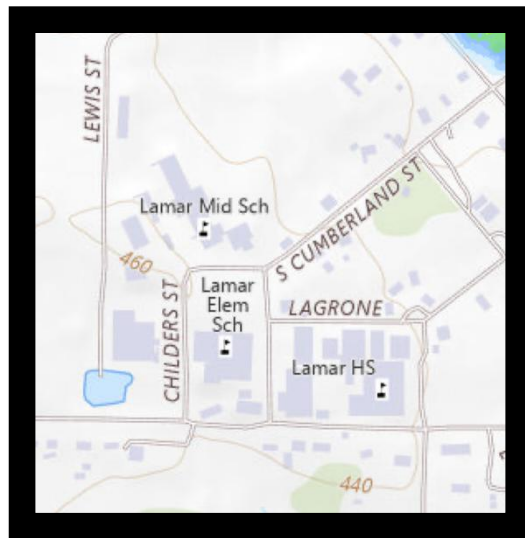 LEWIS ST
Lamar Mid Sch
S CUMBERLAND ST
460
Lamar
Elem
Sch
CHILDERS ST
LAGRONE
Lamar HS
440